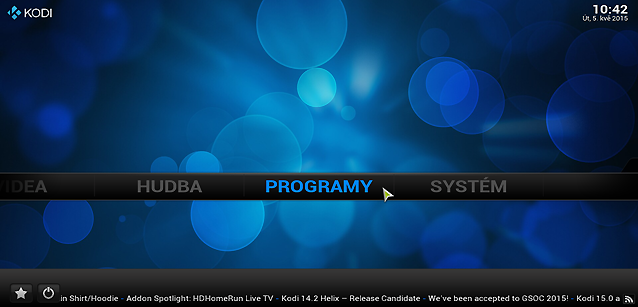 KODI
10:42
Út, 5. kvě 2015
IDEA HUDBA PROGRAMY SYSTÉM
in Shirt/Hoodie - Addon Spotlight: HDHomeRun Live TV - Kodi 14.2 Helix – Release Candidate - We've been accepted to GSOC 2015! - Kodi 15.0 a